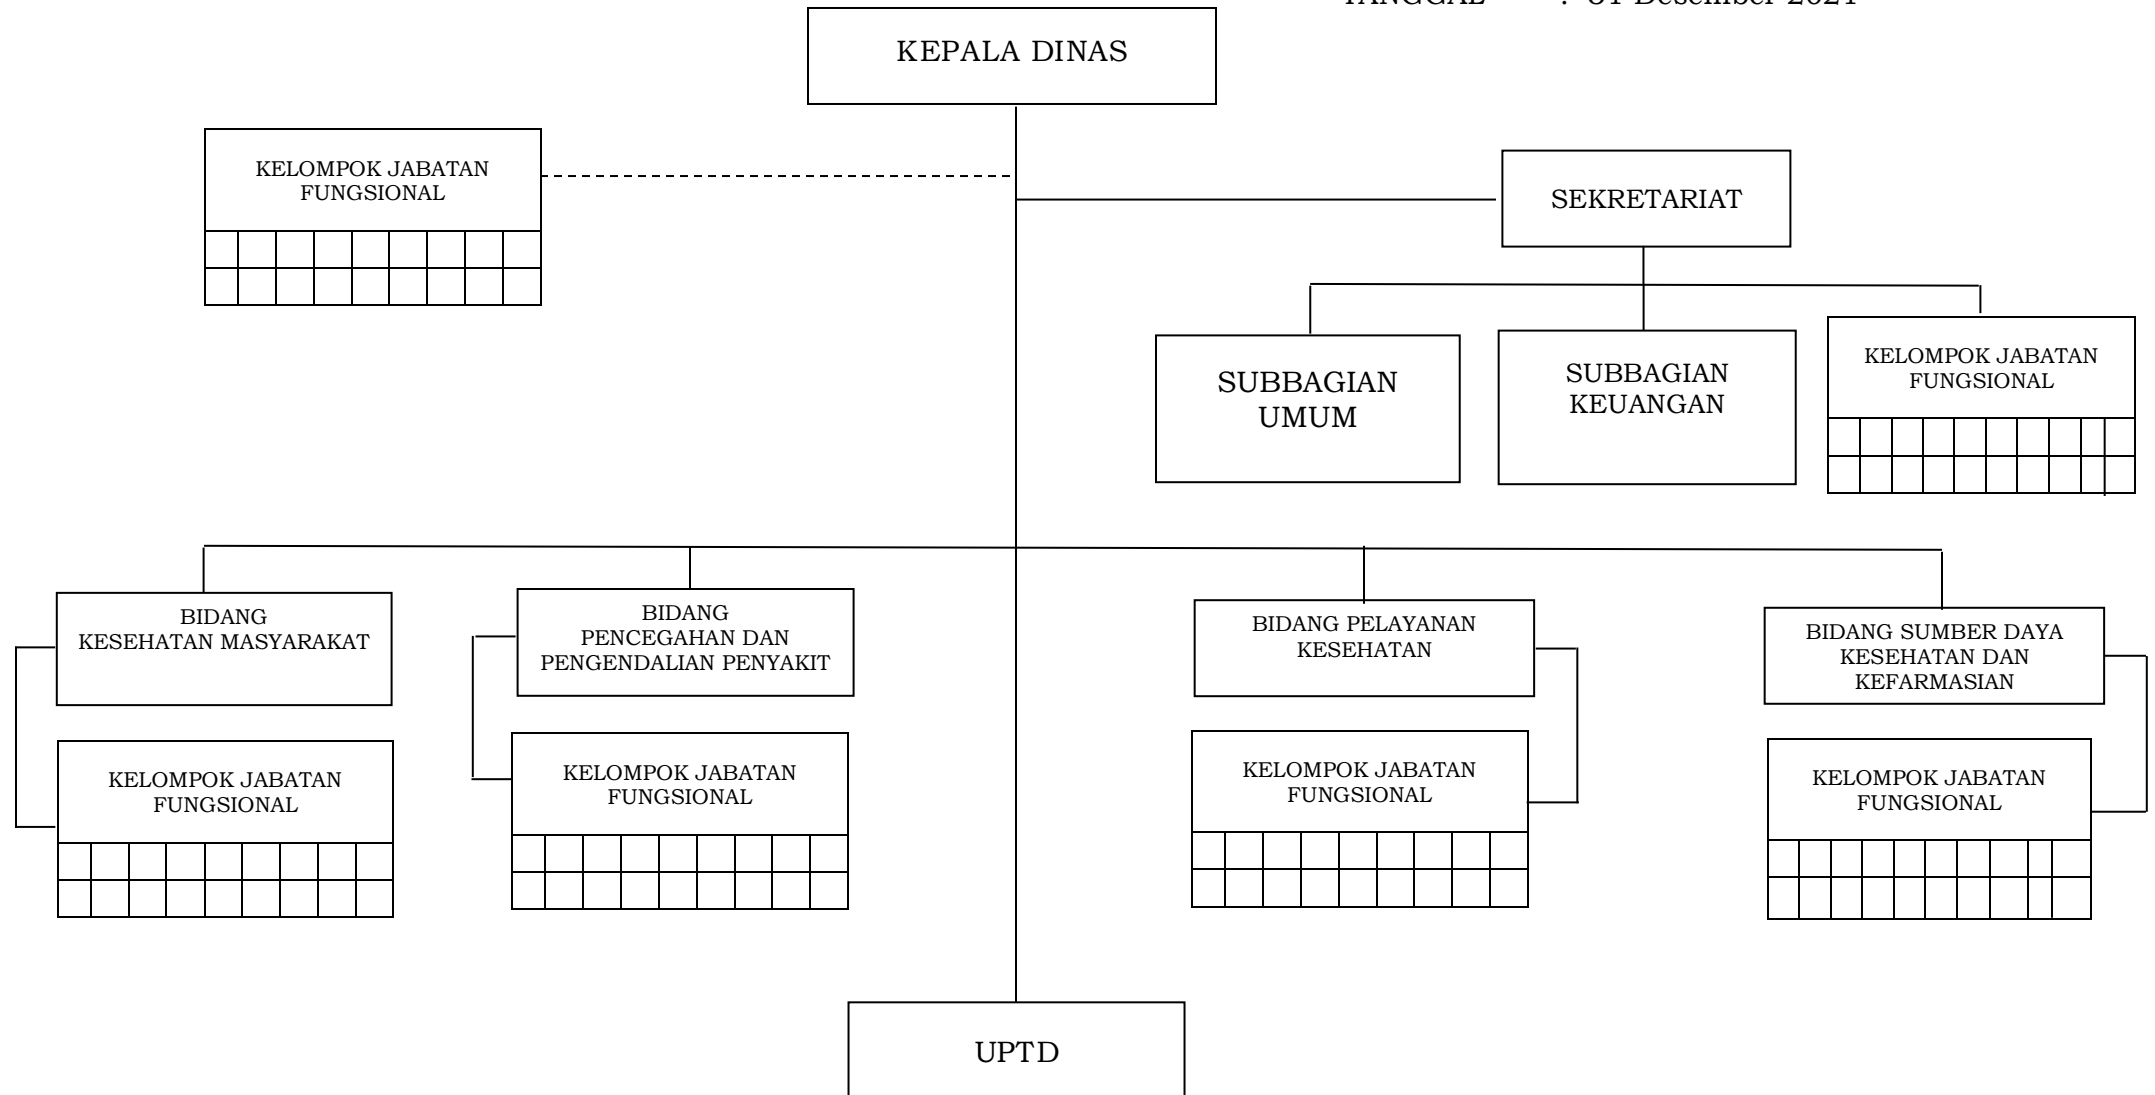 TANGGAL : Desember
KEPALA DINAS
KELOMPOK JABATAN
FUNGSIONAL
SEKRETARIAT
SUBBAGIAN
UMUM
SUBBAGIAN
KEUANGAN
KELOMPOK JABATAN
FUNGSIONAL
BIDANG
KESEHATAN MASYARAKAT
BIDANG
PENCEGAHAN DAN
PENGENDALIAN PENYAKIT
BIDANG PELAYANAN
KESEHATAN
BIDANG SUMBER DAYA
KESEHATAN DAN
KEFARMASIAN
KELOMPOK JABATAN
FUNGSIONAL
KELOMPOK JABATAN
FUNGSIONAL
KELOMPOK JABATAN
FUNGSIONAL
KELOMPOK JABATAN
FUNGSIONAL
UPTD